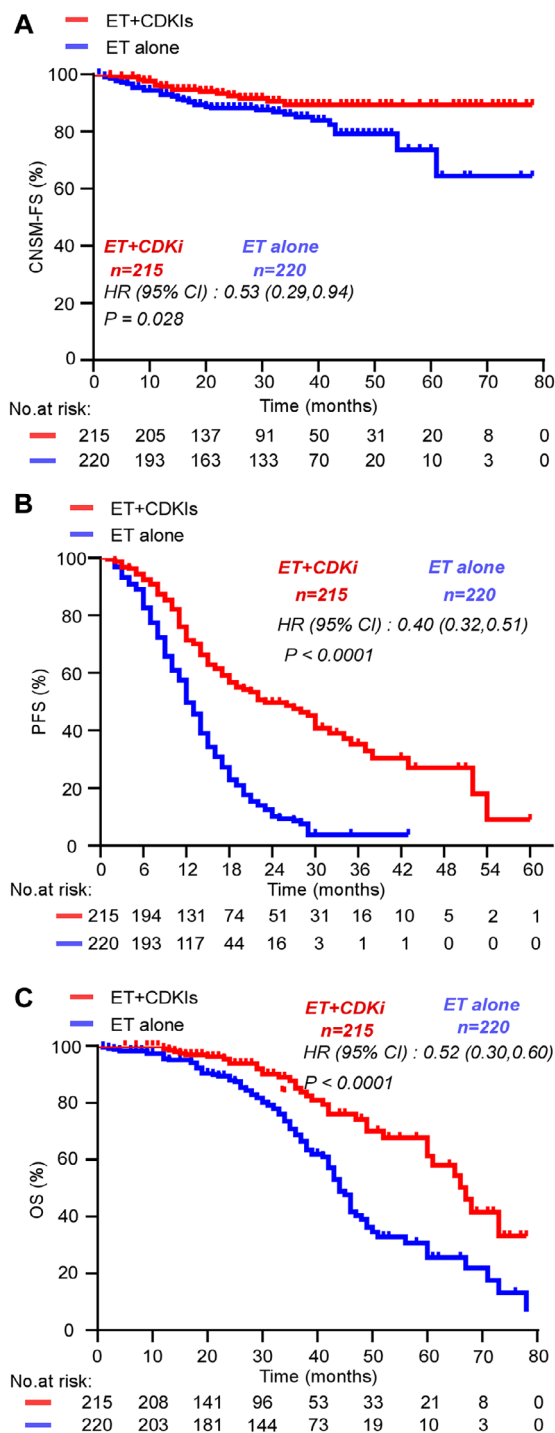 A
ET+CDKIs
ET alone
100
80
60
40
20
0
CNSM-FS (%)
ET+CDKi ET alone
n=215 n=220
HR (95% CI) : 0.53 (0.29,0.94)
P = 0.028
0 10 20 30 40 50 60 70 80
Time (months)
No.at risk:
215 205 137 91 50 31 20 8 0
220 193 163 133 70 20 10 3 0
B
ET+CDKIs
ET alone
100
80
60
40
20
0
PFS (%)
ET+CDKi ET alone
n=215 n=220
HR (95% CI) : 0.40 (0.32,0.51)
P < 0.0001
0 6 12 18 24 30 36 42 48 54 60
Time (months)
No.at risk:
215 194 131 74 51 31 16 10 5 2 1
220 193 117 44 16 3 1 1 0 0 0
C
ET+CDKIs
ET alone
100
80
60
40
20
0
OS (%)
ET+CDKi ET alone
n=215 n=220
HR (95% CI) : 0.52 (0.30,0.60)
P < 0.0001
0 10 20 30 40 50 60 70 80
Time (months)
No.at risk:
215 208 141 96 53 33 21 8 0
220 203 181 144 73 19 10 3 0